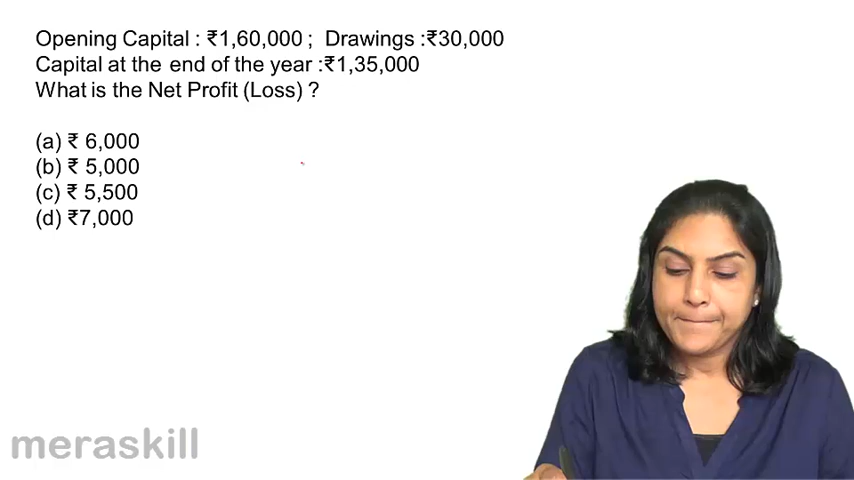 Opening Capital : ₹1,60,000 ; Drawings :₹30,000
Capital at the end of the year :₹1,35,000
What is the Net Profit (Loss) ?
(a) ₹ 6,000
(b) ₹ 5,000
(c) ₹ 5,500
(d) ₹7,000
meraskill